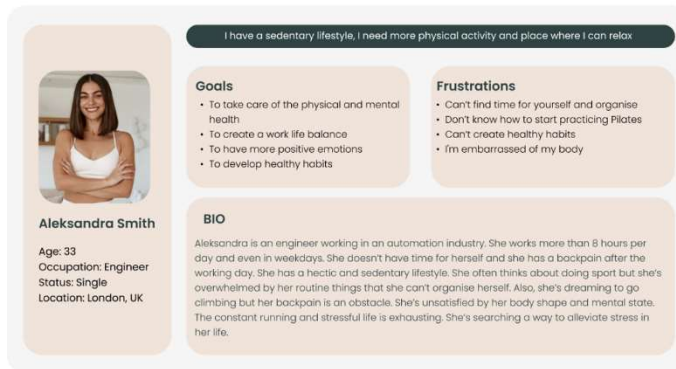 I have a sedentary lifestyle, I need more physical activity and place where I can relax
Aleksandra Smith
Age: 33
Occupation: Engineer
Status: Single
Location: London, UK
Goals
• To take care of the physical and mental
health
• To create a work life balance
• To have more positive emotions
• To develop healthy habits
Frustrations
• Can't find time for yourself and organise
• Don't know how to start practicing Pilates
• Can't create healthy habits
• I'm embarrassed of my body
BIO
Aleksandra is an engineer working in an automation industry. She works more than 8 hours per
day and even in weekdays. She doesn't have time for herself and she has a backpain after the
working day. She has a hectic and sedentary lifestyle. She often thinks about doing sport but she's
overwhelmed by her routine things that she can't organise herself. Also, she's dreaming to go
climbing but her backpain is an obstacle. She's unsatisfied by her body shape and mental state.
The constant running and stressful life is exhausting. She's searching a way to alleviate stress in
her life.